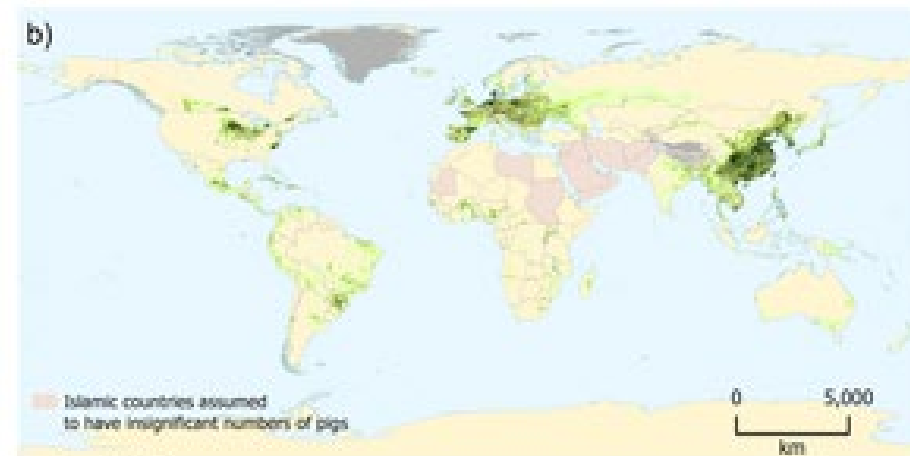 b)
Islamic countries assumed
to have insignificant numbers of pigs
0 5,000
km